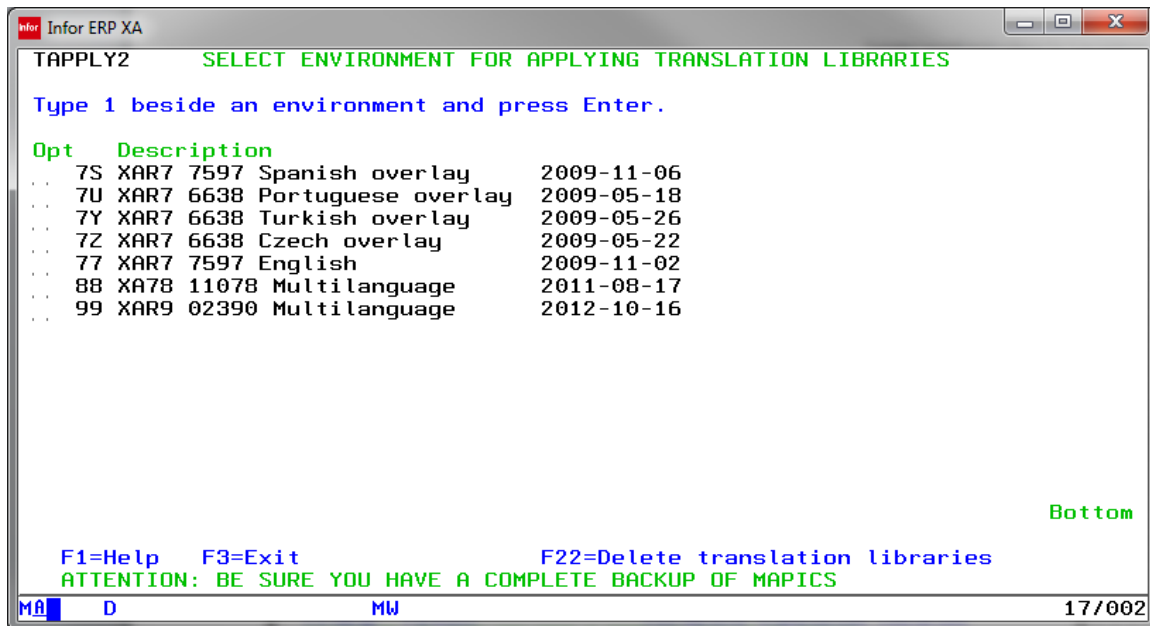 infor Infor ERP XA
TAPPLY2 SELECT ENVIRONMENT FOR APPLYING TRANSLATION LIBRARIES
Type 1 beside an environment and press Enter.
Opt Description
7S XAR7 7597 Spanish overlay 2009-11-06
7U XAR7 6638 Portuguese overlay 2009-05-18
7Y XAR7 6638 Turkish overlay 2009-05-26
7Z XAR7 6638 Czech overlay 2009-05-22
77 XAR7 7597 English 2009-11-02
88 XA78 11078 Multilanguage 2011-08-17
99 XAR9 02390 Multilanguage 2012-10-16
Bottom
F1=Help F3=Exit F22=Delete translation libraries
ATTENTION: BE SURE YOU HAVE A COMPLETE BACKUP OF MAPICS
MA D MW 17/002